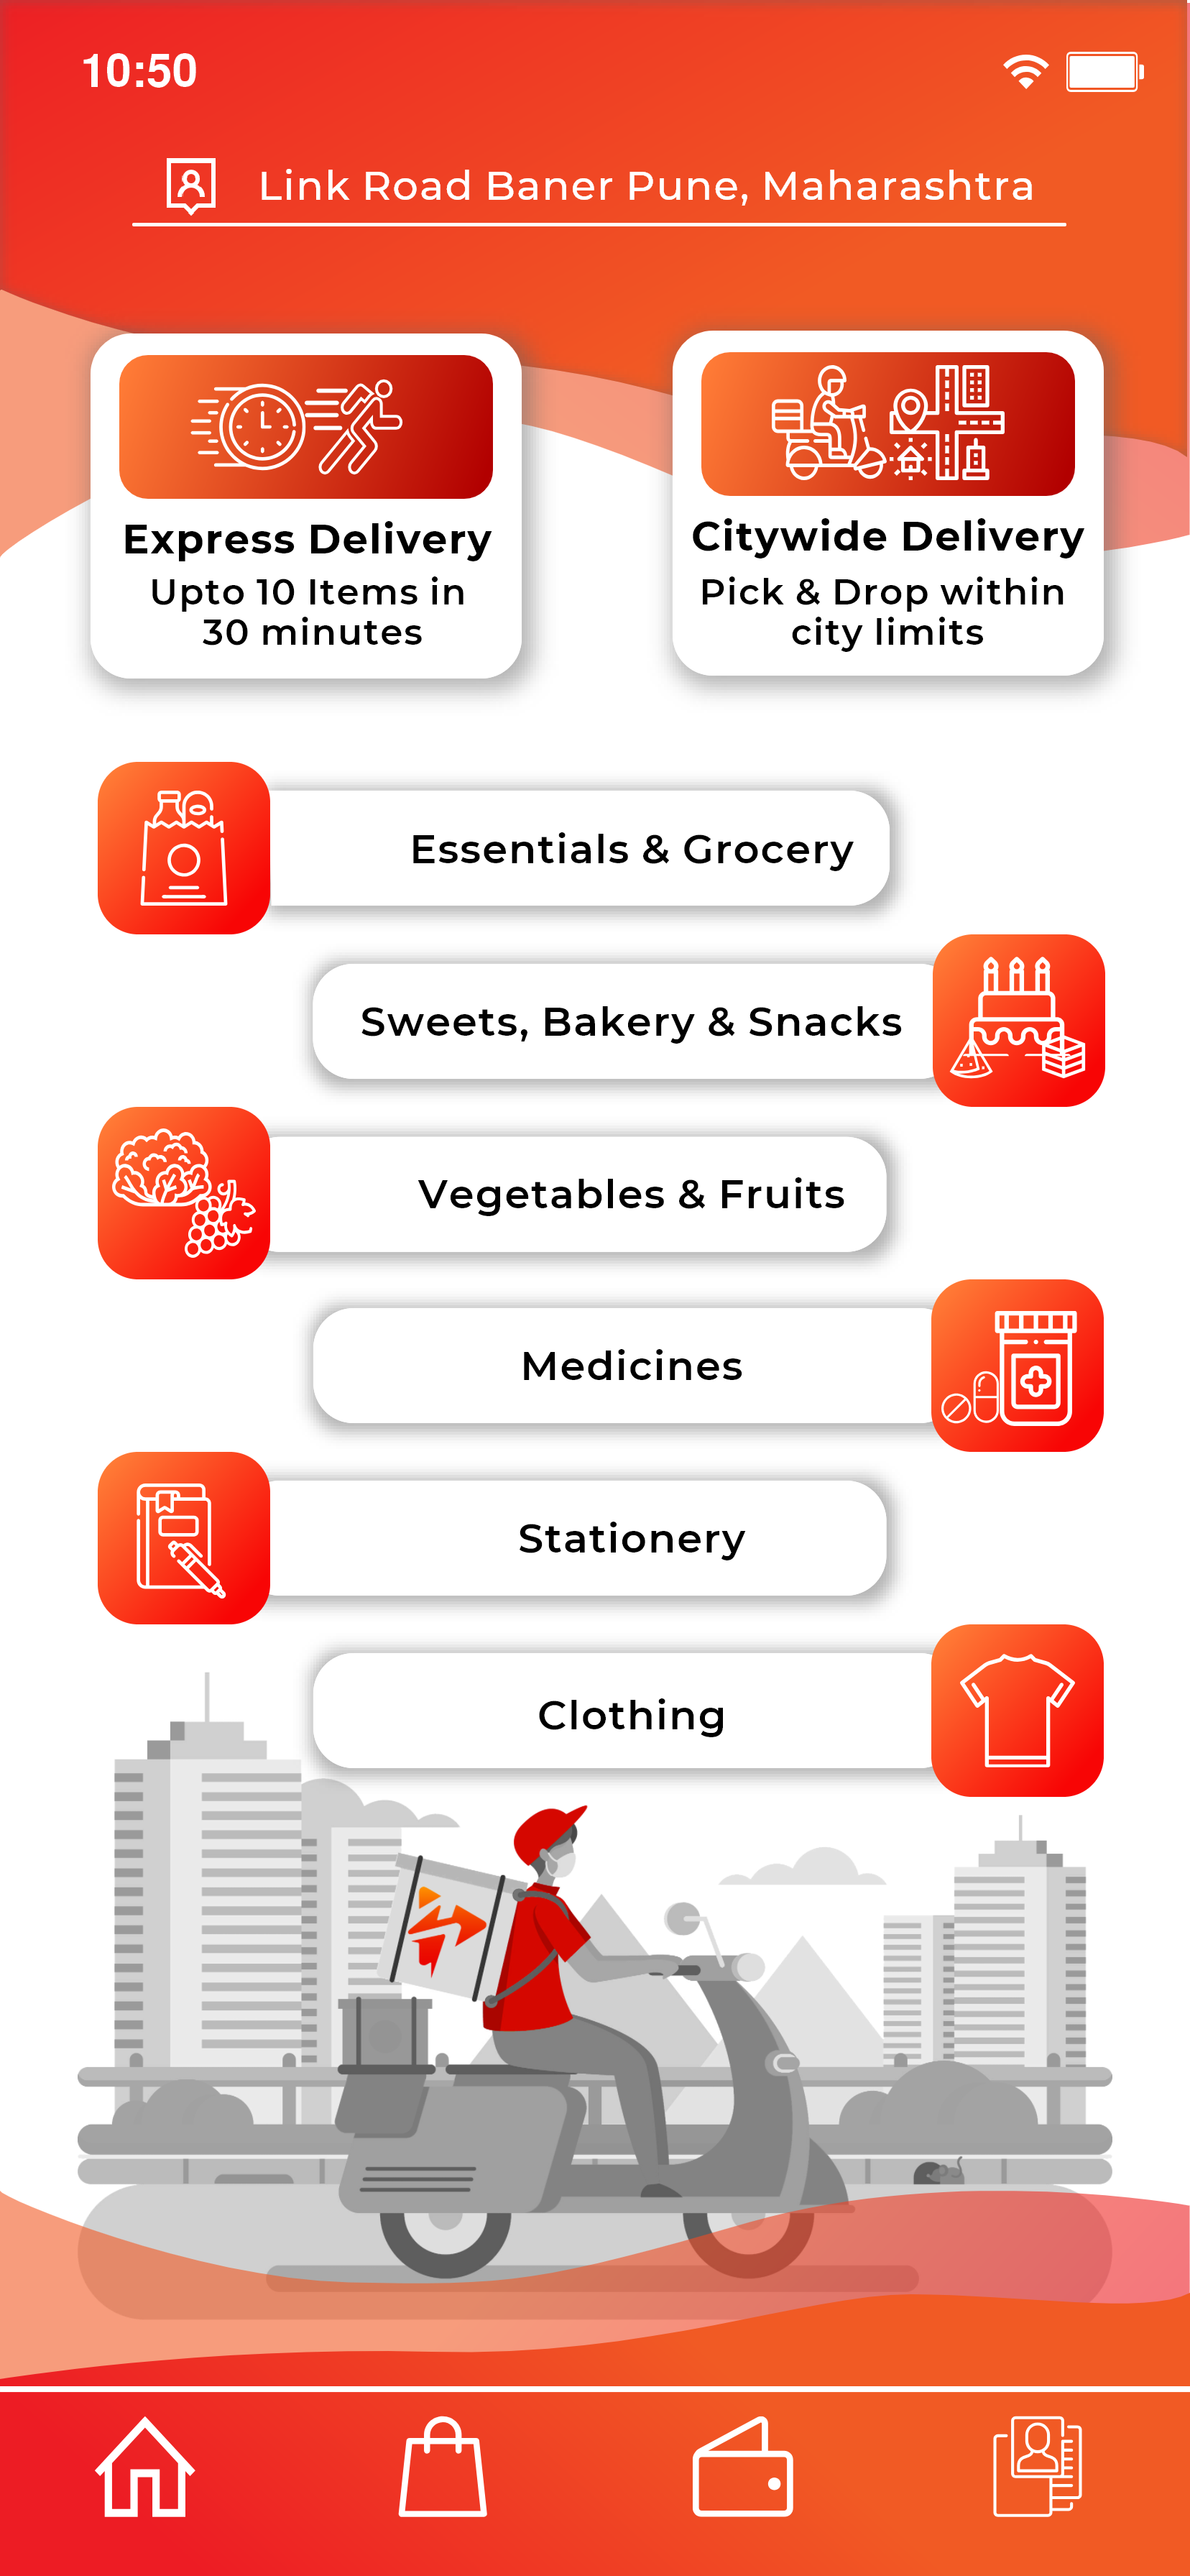 10:50
Link Road Baner Pune, Maharashtra
Express Delivery
Upto 10 Items in
30 minutes
Citywide Delivery
Pick & Drop within
city limits
Essentials & Grocery
Sweets, Bakery & Snacks
Vegetables & Fruits
Medicines
Stationery
Clothing